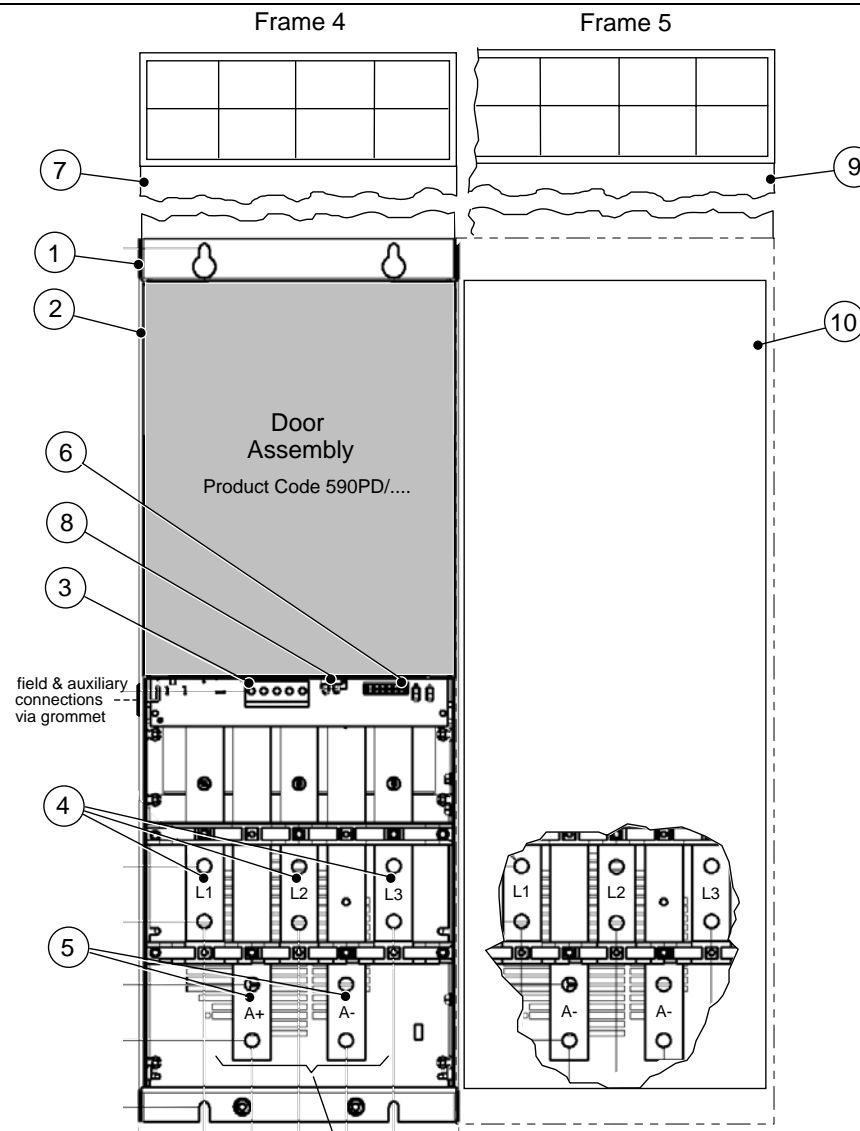 Frame 4
Frame 5
7
9
1
2
10
Door
Assembly
Product Code 590PD/....
6
8
3
field & auxiliary
connections
via grommet
4
L1
L2
L3
L1
L2
L3
5
A+
A-
A-
A-